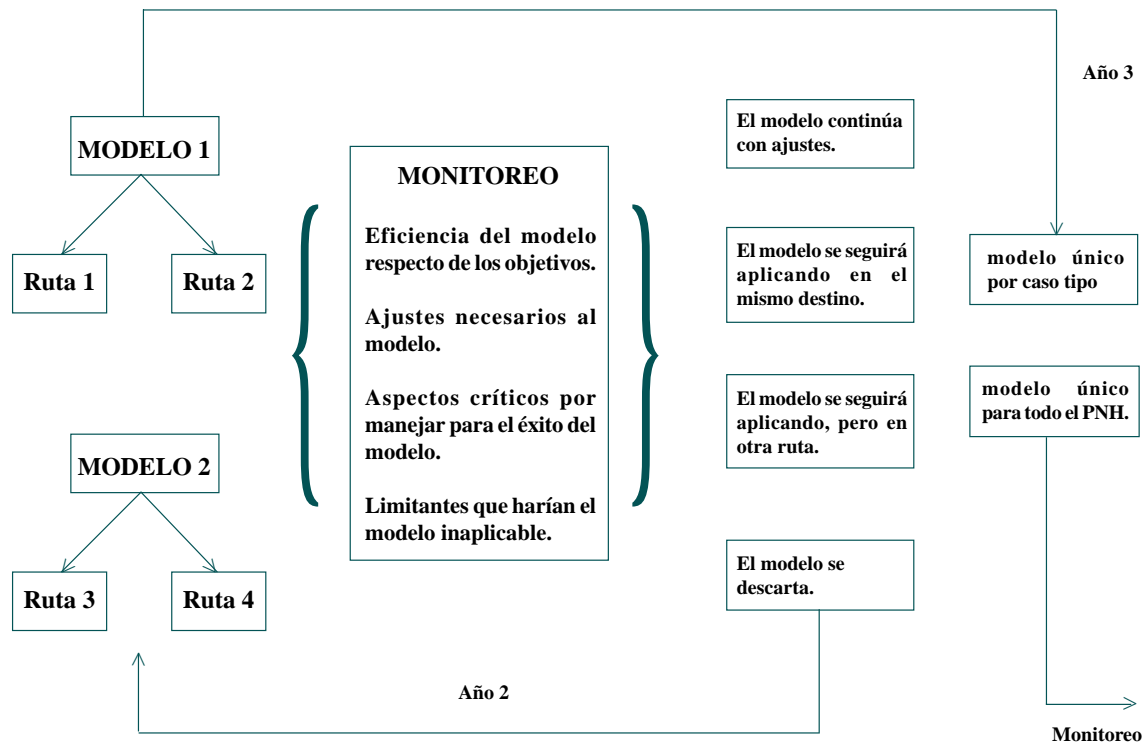 Año 3
MODELO 1
Ruta 1
Ruta 2
MODELO 2
Ruta 3
Ruta 4
MONITOREO
Eficiencia del modelo
respecto de los objetivos.
Ajustes necesarios al
modelo.
Aspectos críticos por
manejar para el éxito del
modelo.
Limitantes que harían el
modelo inaplicable.
El modelo continúa
con ajustes.
El modelo se seguirá
aplicando en el
mismo destino.
El modelo se seguirá
aplicando, pero en
otra ruta.
El modelo se
descarta.
modelo único
por caso tipo
modelo único
para todo el PNH.
Año 2
Monitoreo